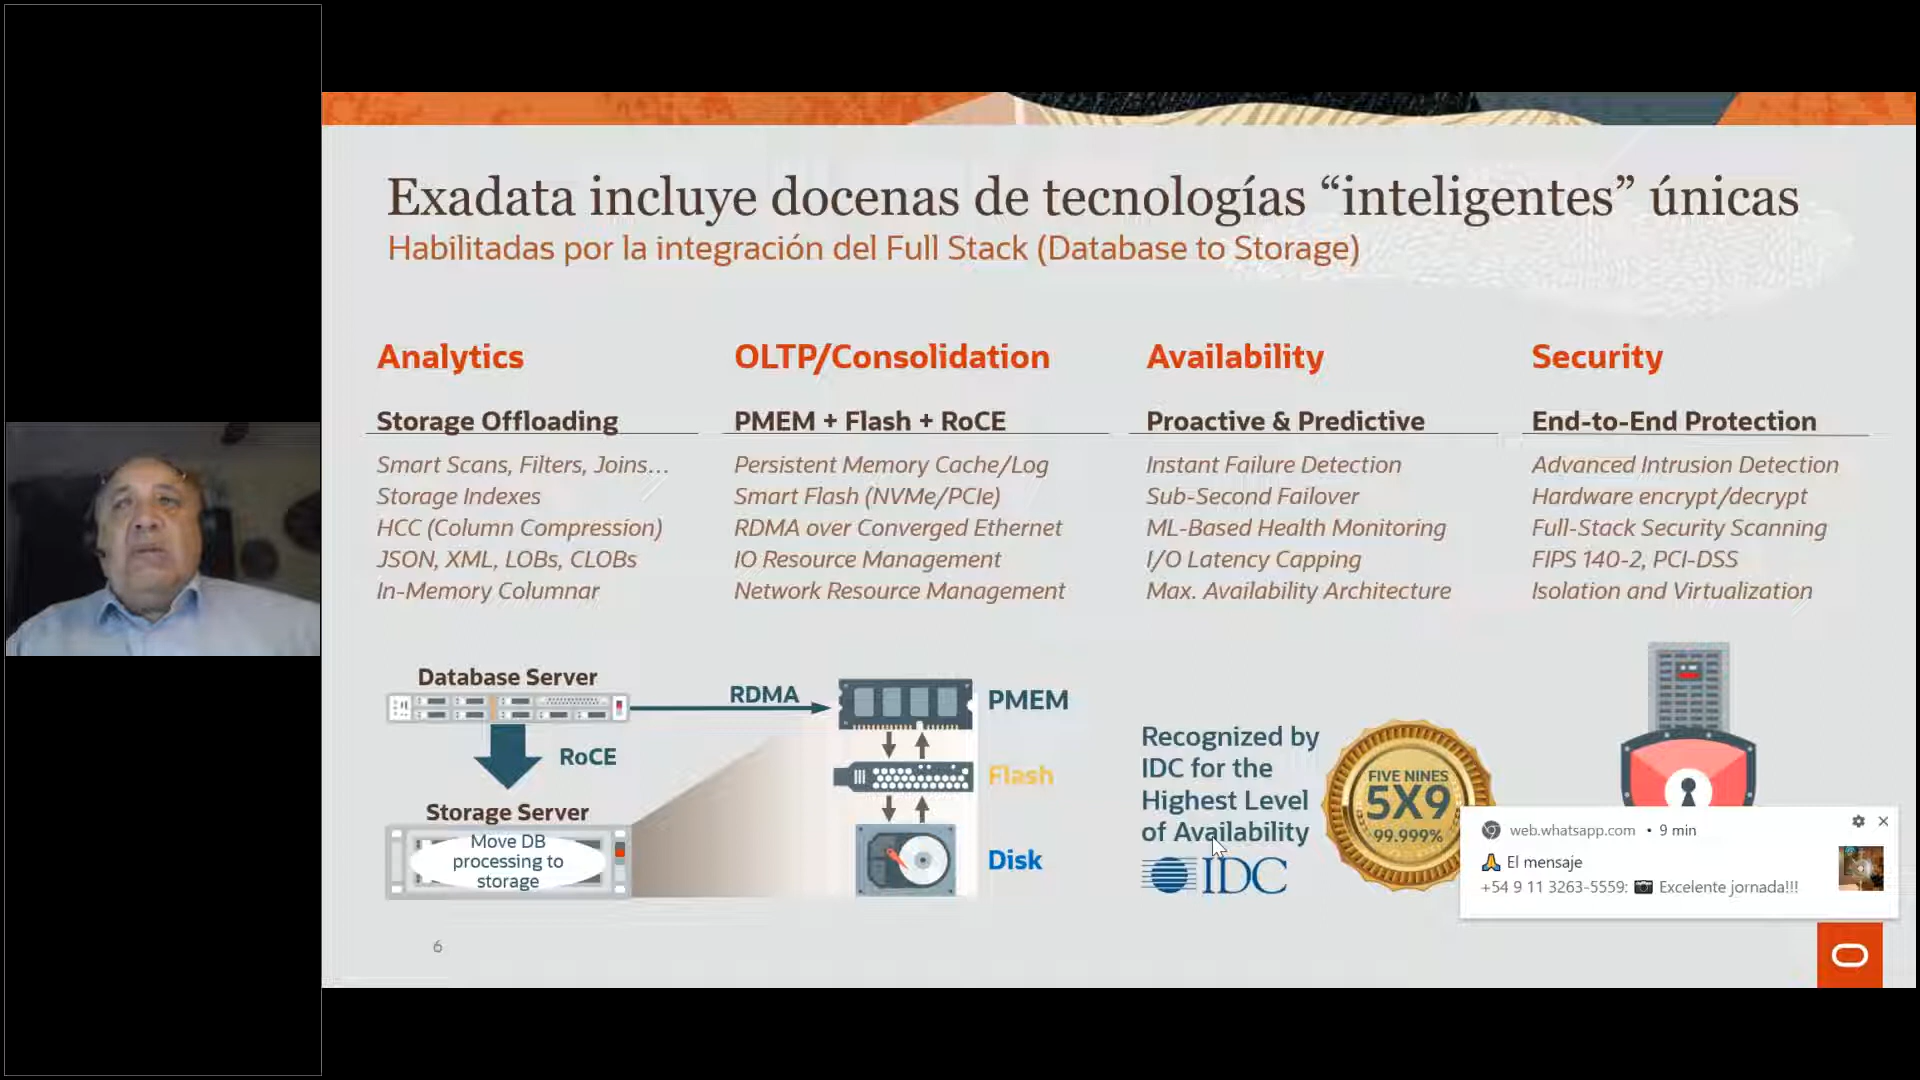 Exadata incluye docenas de tecnologías “inteligentes” únicas
Habilitadas por la integración del Full Stack (Database to Storage)
Analytics
Storage Offloading
Smart Scans, Filters, Joins...
Storage Indexes
HCC (Column Compression)
JSON, XML, LOBs, CLOBs
In-Memory Columnar
OLTP/Consolidation
PMEM + Flash + RoCE
Persistent Memory Cache/Log
Smart Flash (NVMe/PCIe)
RDMA over Converged Ethernet
IO Resource Management
Network Resource Management
Availability
Proactive & Predictive
Instant Failure Detection
Sub-Second Failover
ML-Based Health Monitoring
I/O Latency Capping
Max. Availability Architecture
Security
End-to-End Protection
Advanced Intrusion Detection
Hardware encrypt/decrypt
Full-Stack Security Scanning
FIPS 140-2, PCI-DSS
Isolation and Virtualization
Database Server
RoCE
Storage Server
Move DB
processing to
storage
RDMA
PMEM
Flash
Disk
Recognized by
IDC for the
Highest Level
of Availability
IDC
FIVE NINES
5X9
99.999%
web.whatsapp.com • 9 min
🙏 El mensaje
+54 9 11 3263-5559: 📷 Excelente jornada!!!
6